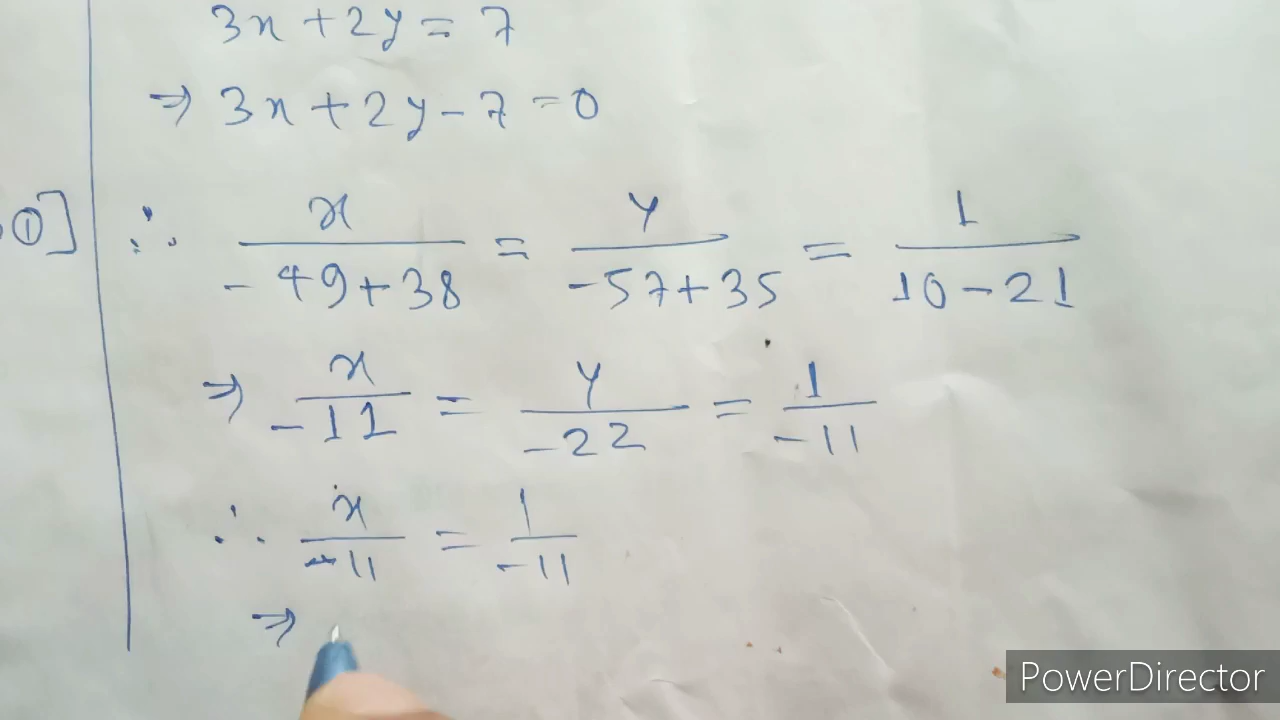 3x + 2y = 7
⇒ 3x + 2y - 7 = 0
①] ∴ x/(-49+38) = y/(-57+35) = 1/(10-21)
⇒ x/-11 = y/-22 = 1/-11
∴ x/-11 = 1/-11
⇒
PowerDirector